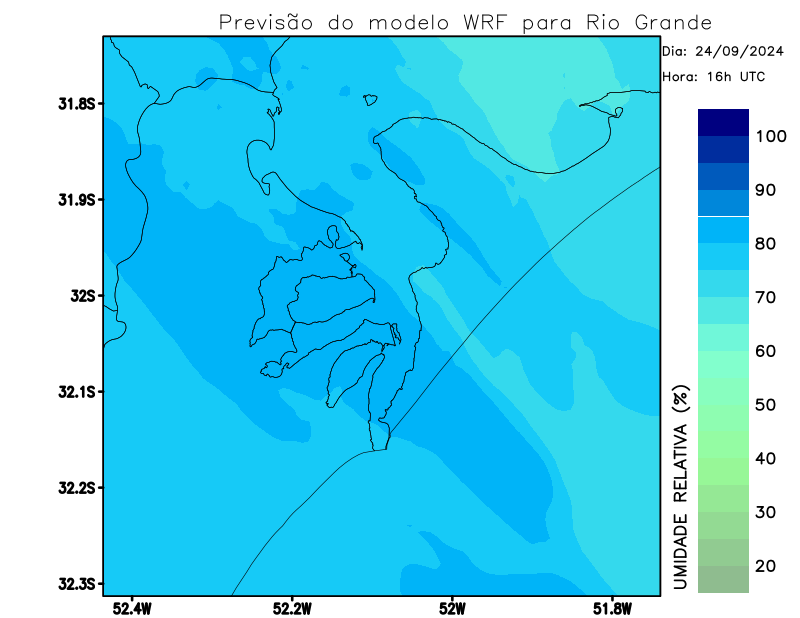 Previsão do modelo WRF para Rio Grande
Dia: 24/09/2024
Hora: 16h UTC
31.8S
31.9S
32S
32.1S
32.2S
32.3S
52.4W
52.2W
52W
51.8W
UMIDADE RELATIVA (%)
100
90
80
70
60
50
40
30
20